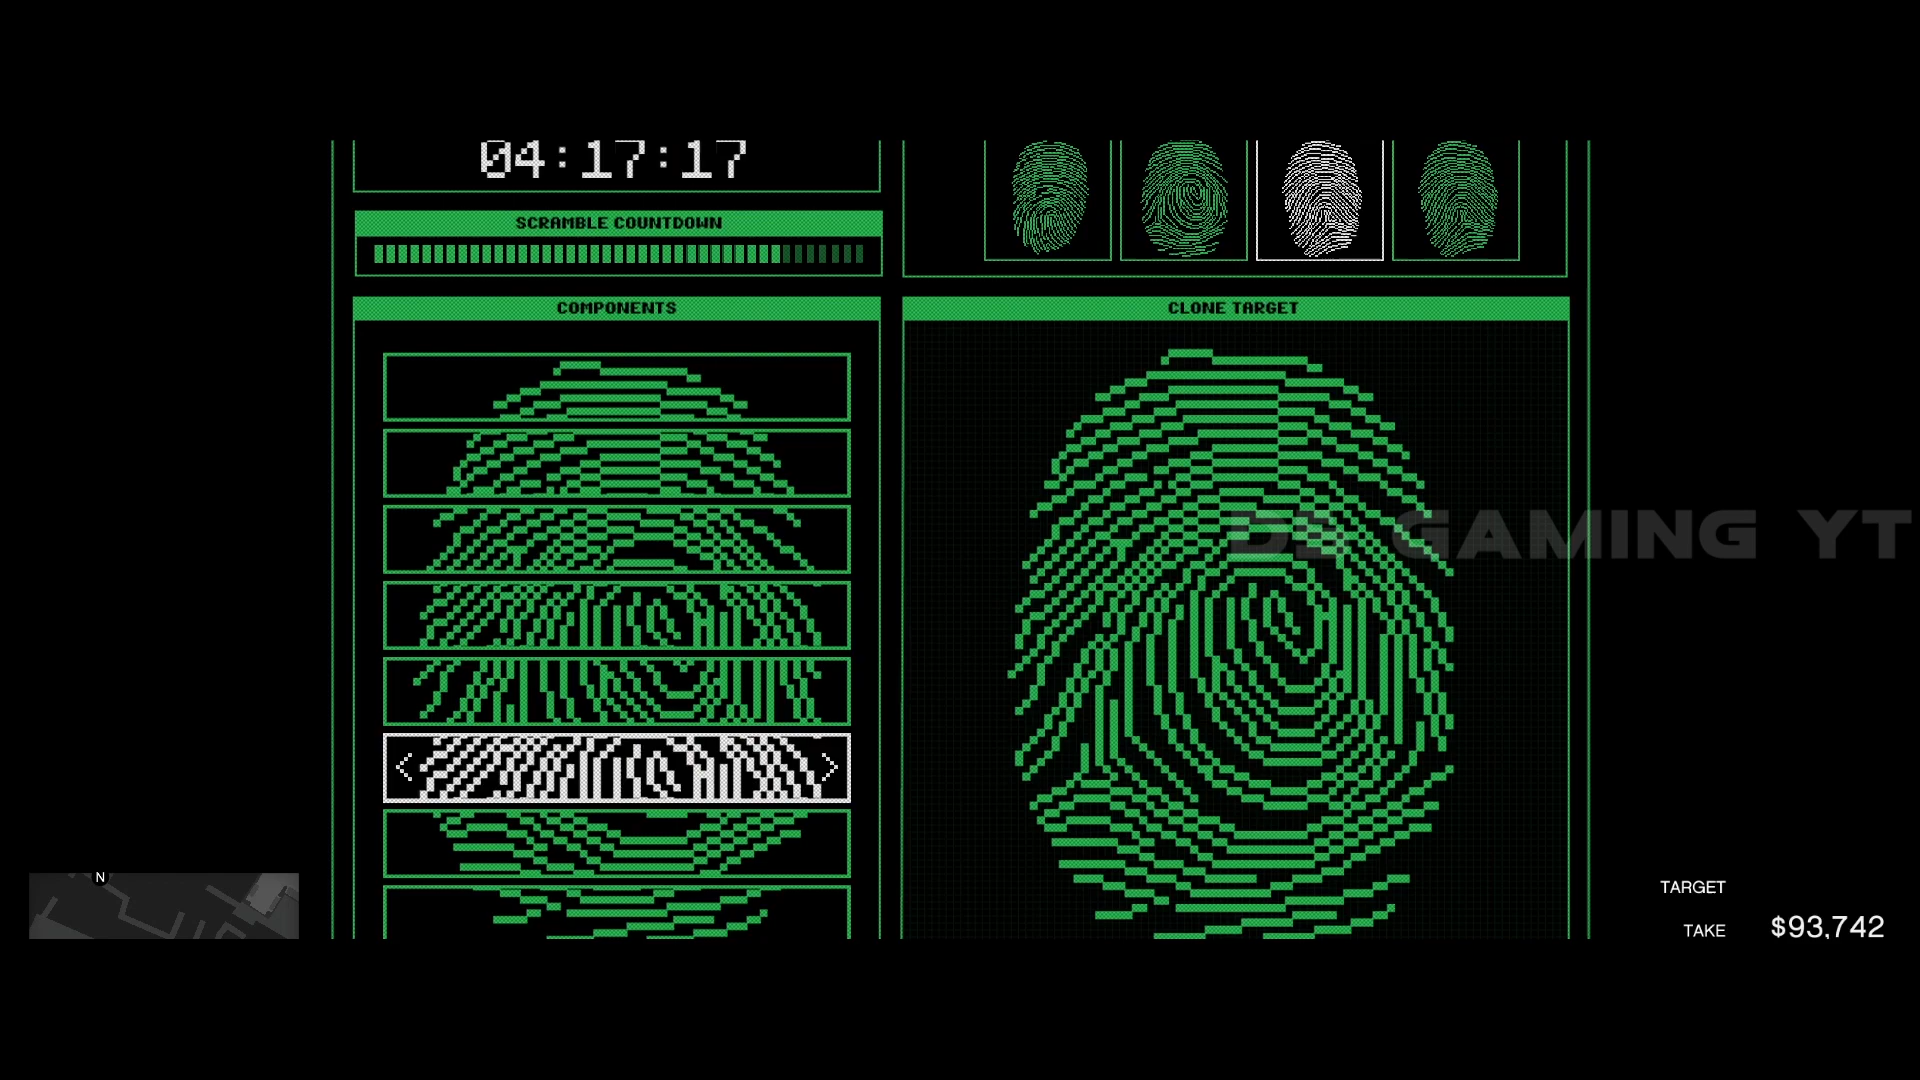 04:17:17
SCRAMBLE COUNTDOWN
COMPONENTS
CLONE TARGET
GAMING YT
N
TARGET
TAKE $93,742